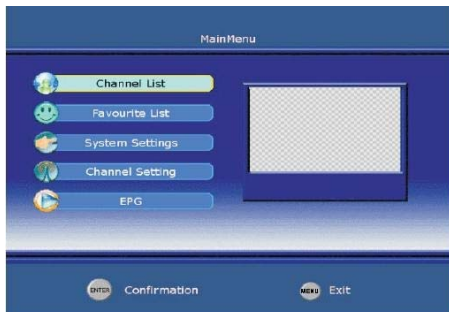 MainMenu
Channel List
Favourite List
System Settings
Channel Setting
EPG
ENTER Confirmation
MENU Exit